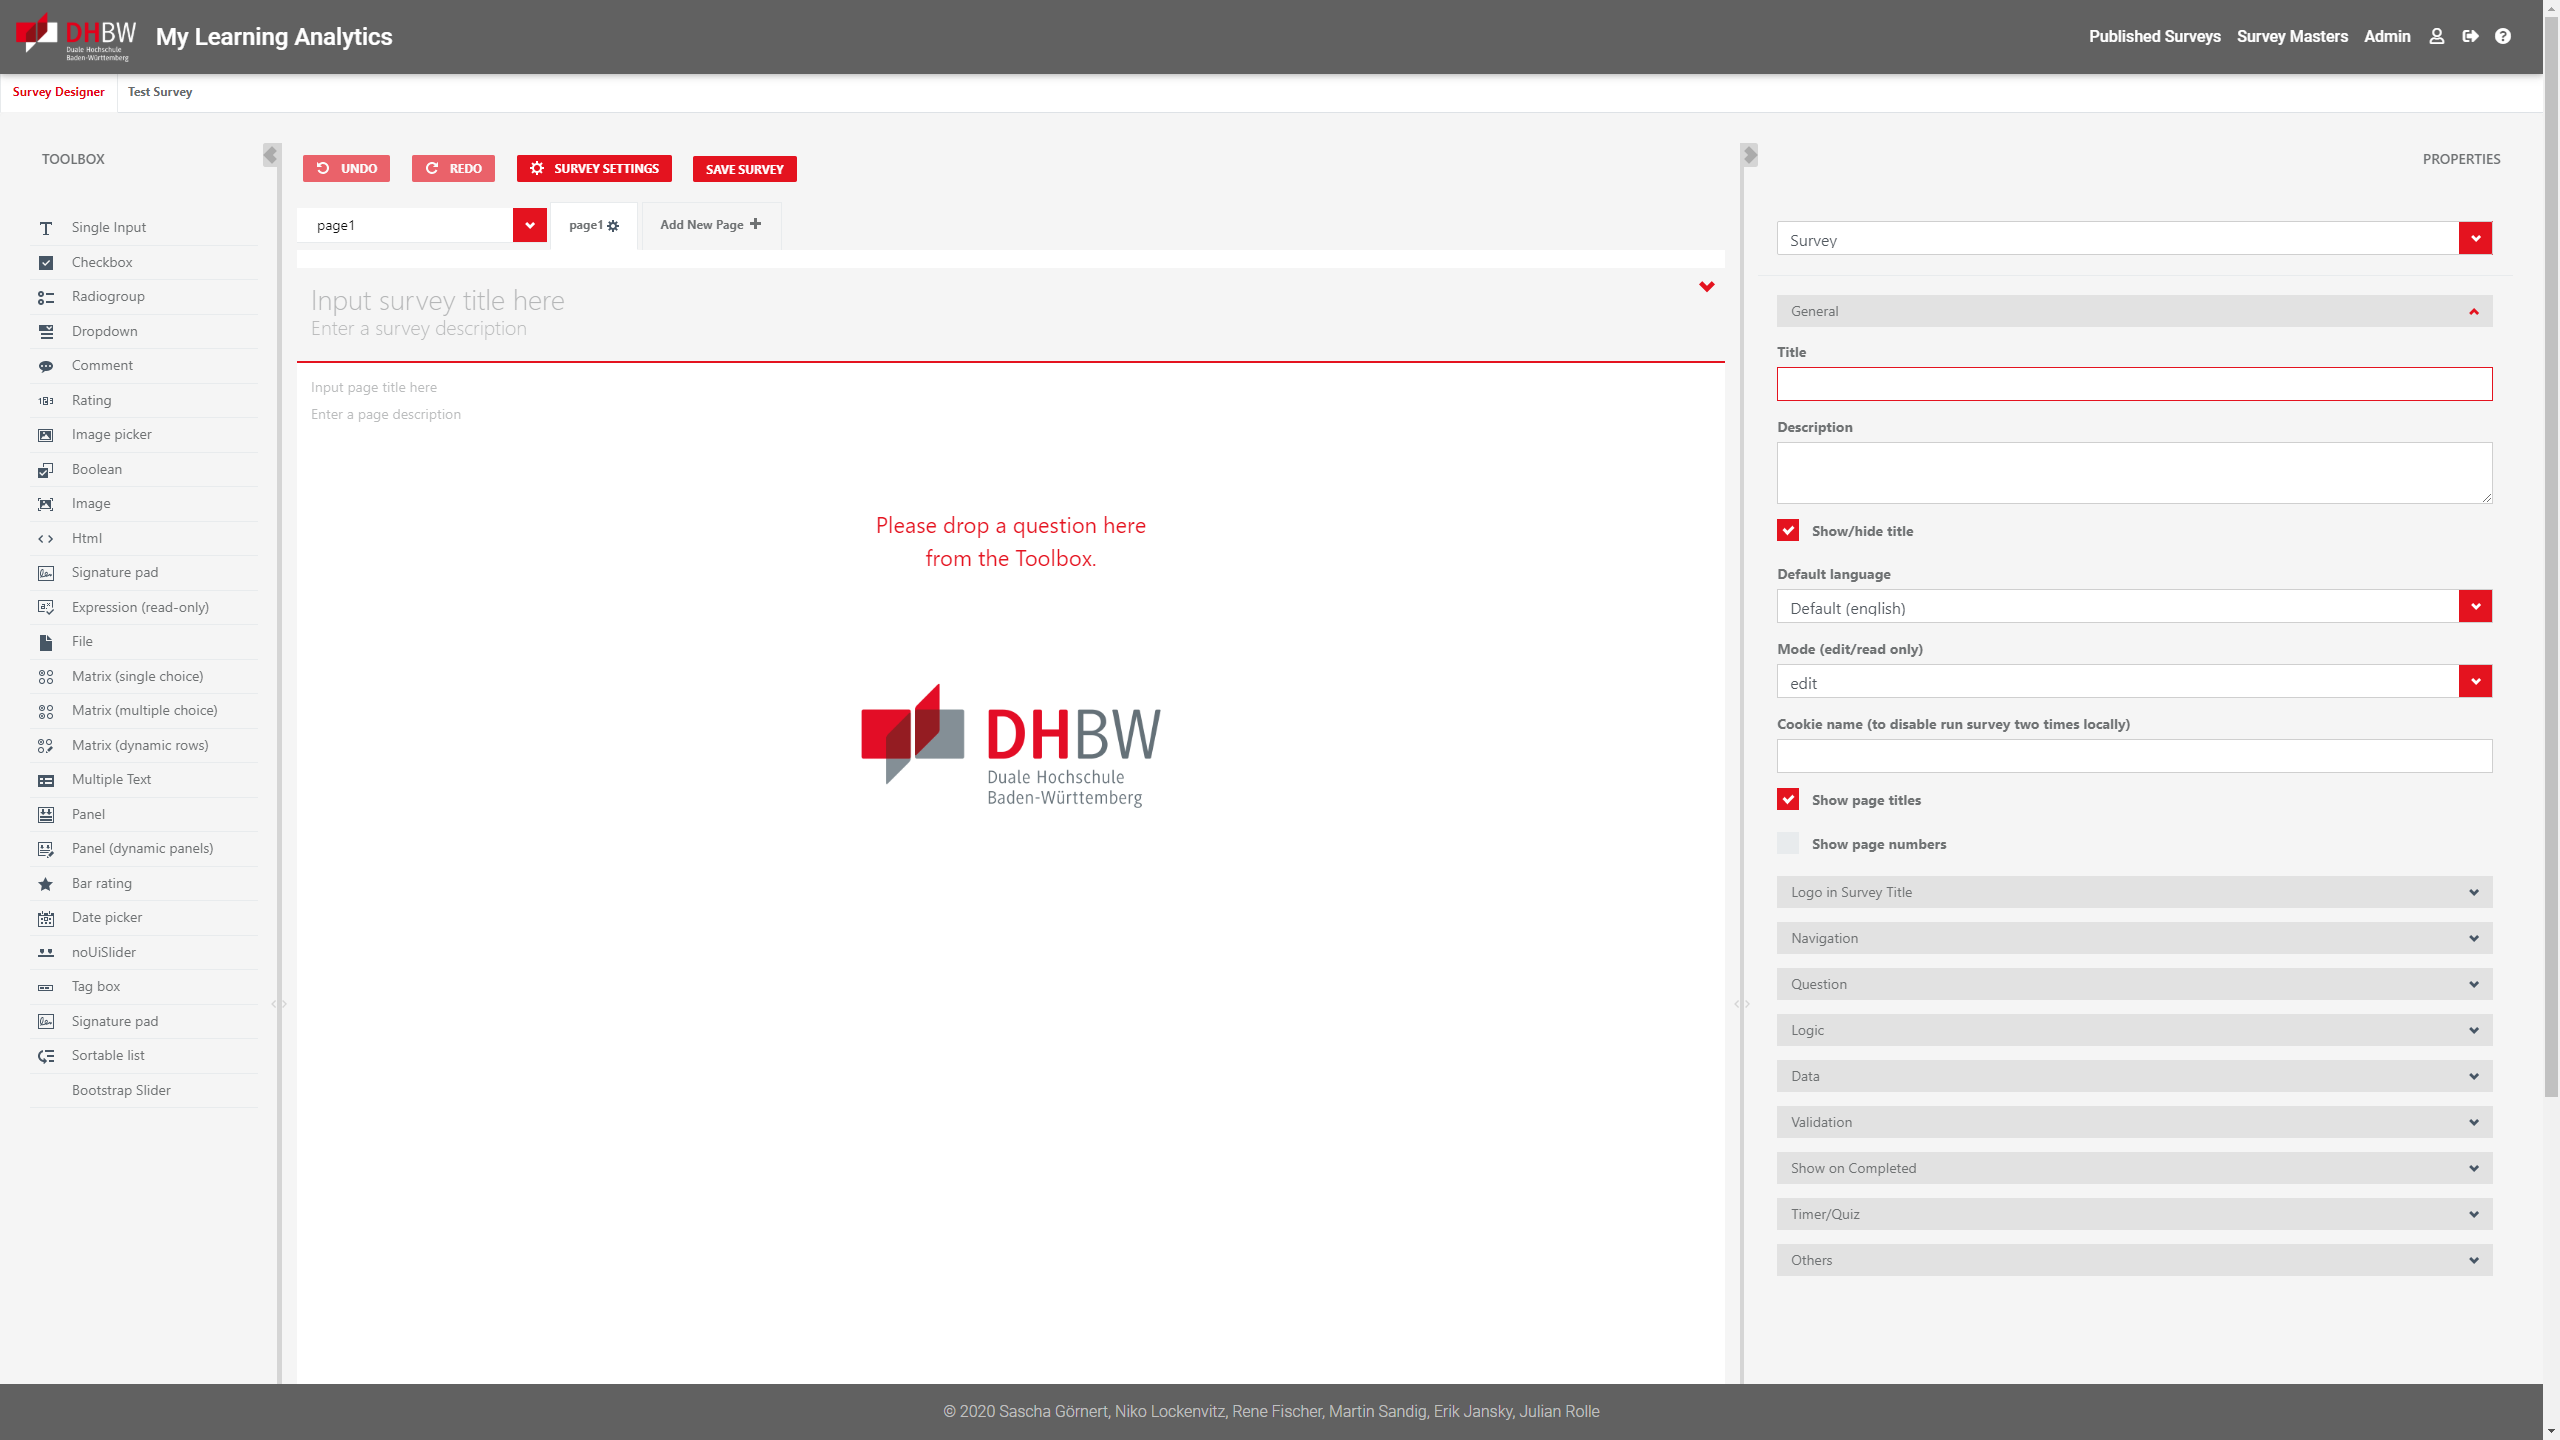 DHBW
Duale Hochschule
Baden-Württemberg
My Learning Analytics
Published Surveys
Survey Masters
Admin
Survey Designer
Test Survey
TOOLBOX
Single Input
Checkbox
Radiogroup
Dropdown
Comment
Rating
Image picker
Boolean
Image
Html
Signature pad
Expression (read-only)
File
Matrix (single choice)
Matrix (multiple choice)
Matrix (dynamic rows)
Multiple Text
Panel
Panel (dynamic panels)
Bar rating
Date picker
noUiSlider
Tag box
Signature pad
Sortable list
Bootstrap Slider
UNDO
REDO
SURVEY SETTINGS
SAVE SURVEY
page1
page1
Add New Page
Input survey title here
Enter a survey description
Input page title here
Enter a page description
Please drop a question here
from the Toolbox.
DHBW
Duale Hochschule
Baden-Württemberg
PROPERTIES
Survey
General
Title
Description
Show/hide title
Default language
Default (english)
Mode (edit/read only)
edit
Cookie name (to disable run survey two times locally)
Show page titles
Show page numbers
Logo in Survey Title
Navigation
Question
Logic
Data
Validation
Show on Completed
Timer/Quiz
Others
© 2020 Sascha Görnert, Niko Lockenvitz, Rene Fischer, Martin Sandig, Erik Jansky, Julian Rolle